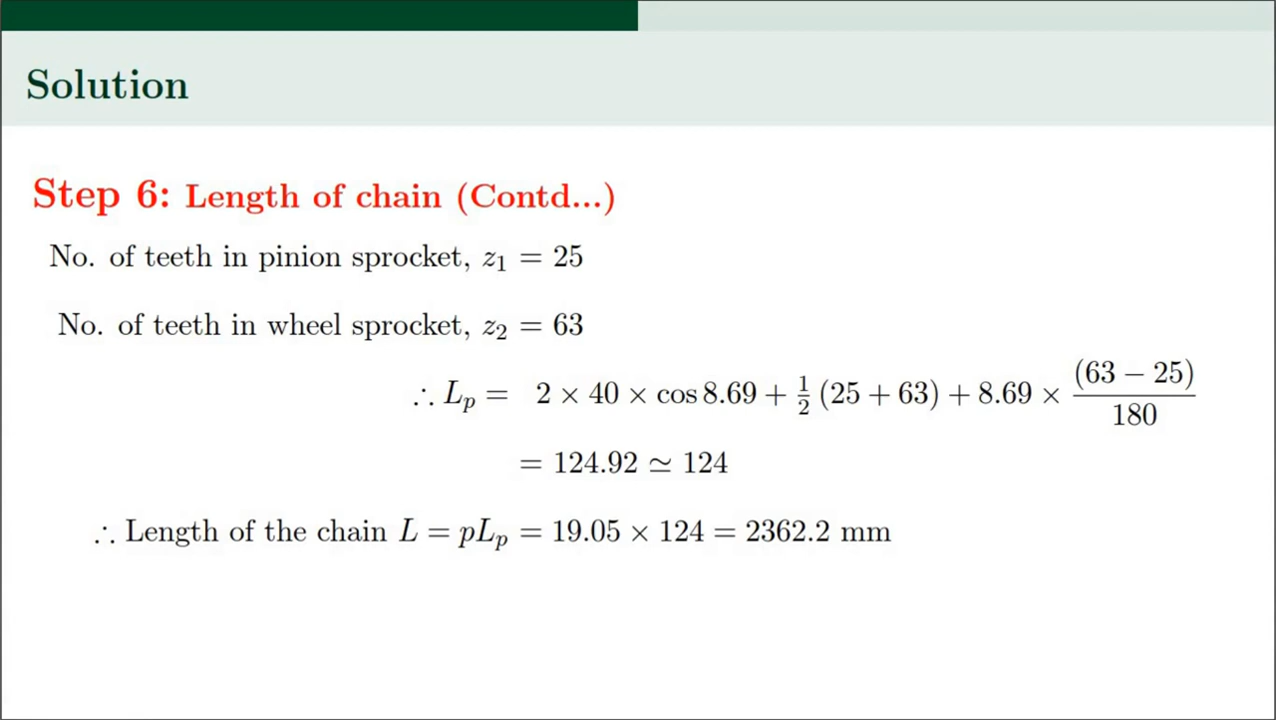 Solution
Step 6: Length of chain (Contd...)
No. of teeth in pinion sprocket, z₁ = 25
No. of teeth in wheel sprocket, z₂ = 63
∴ Lₚ = 2 × 40 × cos 8.69 + ½ (25 + 63) + 8.69 × (63 − 25)/180
= 124.92 ≃ 124
∴ Length of the chain L = pLₚ = 19.05 × 124 = 2362.2 mm